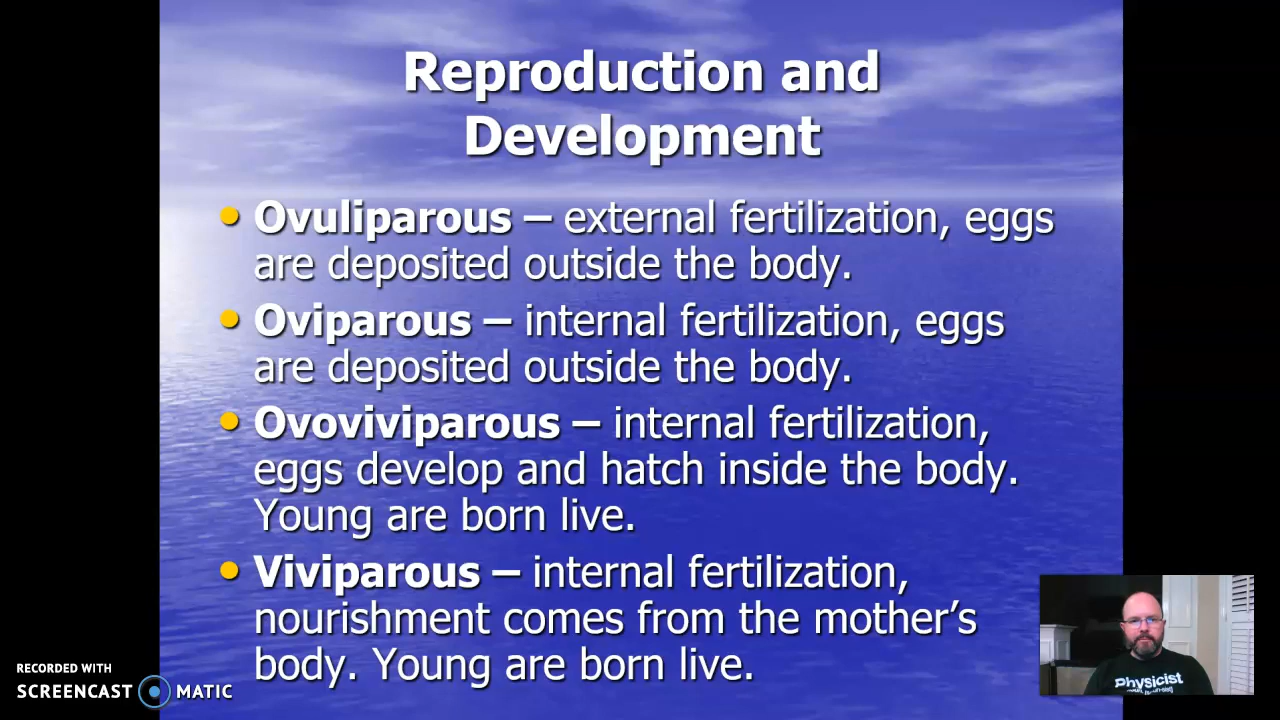 Reproduction and
Development
• Ovuliparous – external fertilization, eggs
are deposited outside the body.
• Oviparous – internal fertilization, eggs
are deposited outside the body.
• Ovoviviparous – internal fertilization,
eggs develop and hatch inside the body.
Young are born live.
• Viviparous – internal fertilization,
nourishment comes from the mother’s
body. Young are born live.
Physicist
RECORDED WITH
SCREENCAST MATIC